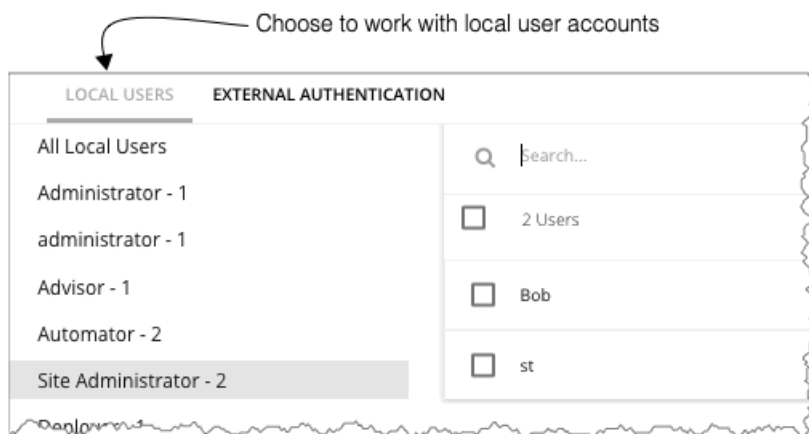 Choose to work with local user accounts
LOCAL USERS EXTERNAL AUTHENTICATION
All Local Users
Search...
Administrator - 1
2 Users
administrator - 1
Advisor - 1
Bob
Automator - 2
st
Site Administrator - 2